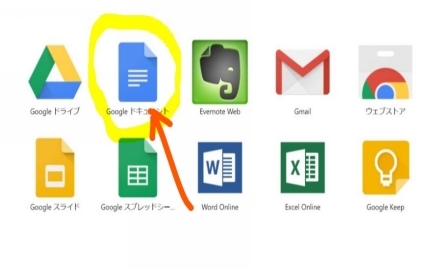 Google ドライブ
Google ドキュメント
Evernote Web
Gmail
ウェブストア
Google スライド
Google スプレッドシー...
Word Online
Excel Online
Google Keep